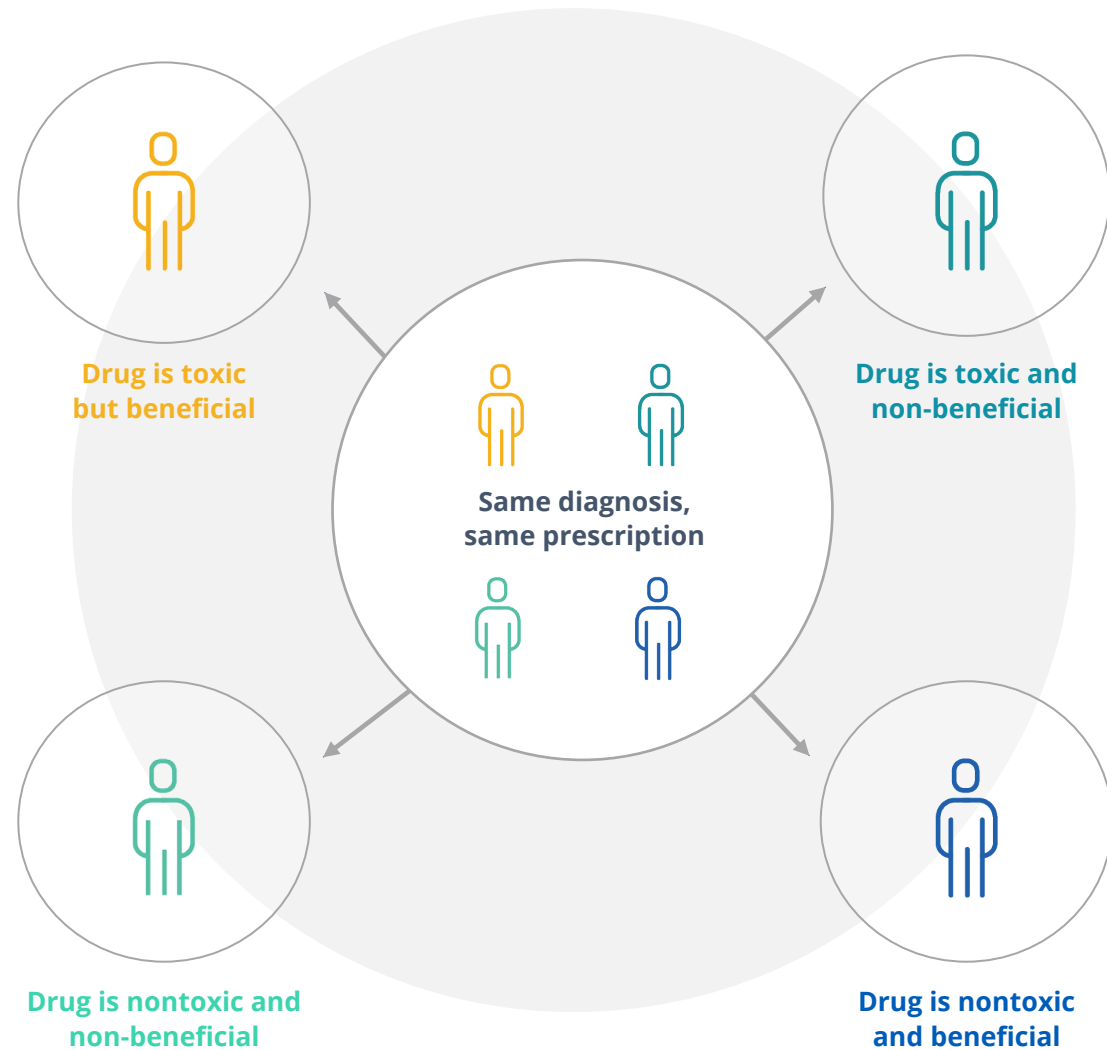 Drug is toxic
but beneficial
Drug is toxic and
non-beneficial
Same diagnosis,
same prescription
Drug is nontoxic and
non-beneficial
Drug is nontoxic
and beneficial